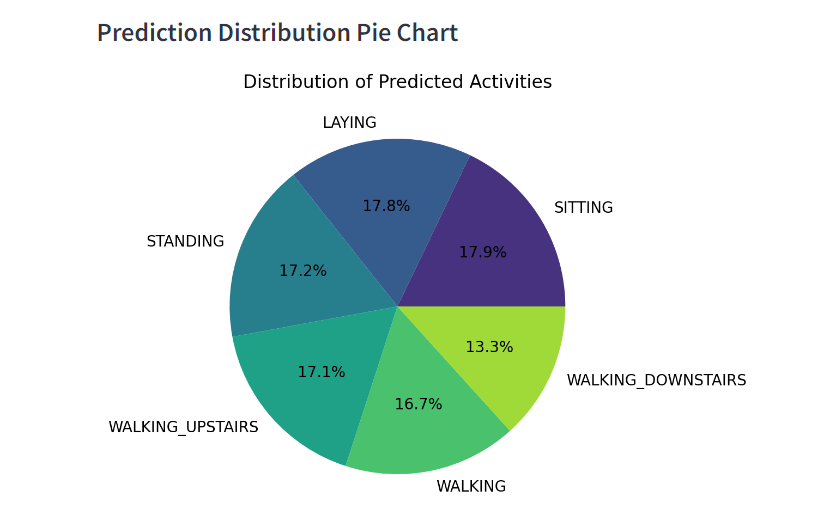 Prediction Distribution Pie Chart
Distribution of Predicted Activities
LAYING
17.8%
SITTING
17.9%
STANDING
17.2%
13.3%
WALKING_DOWNSTAIRS
17.1%
WALKING_UPSTAIRS
16.7%
WALKING